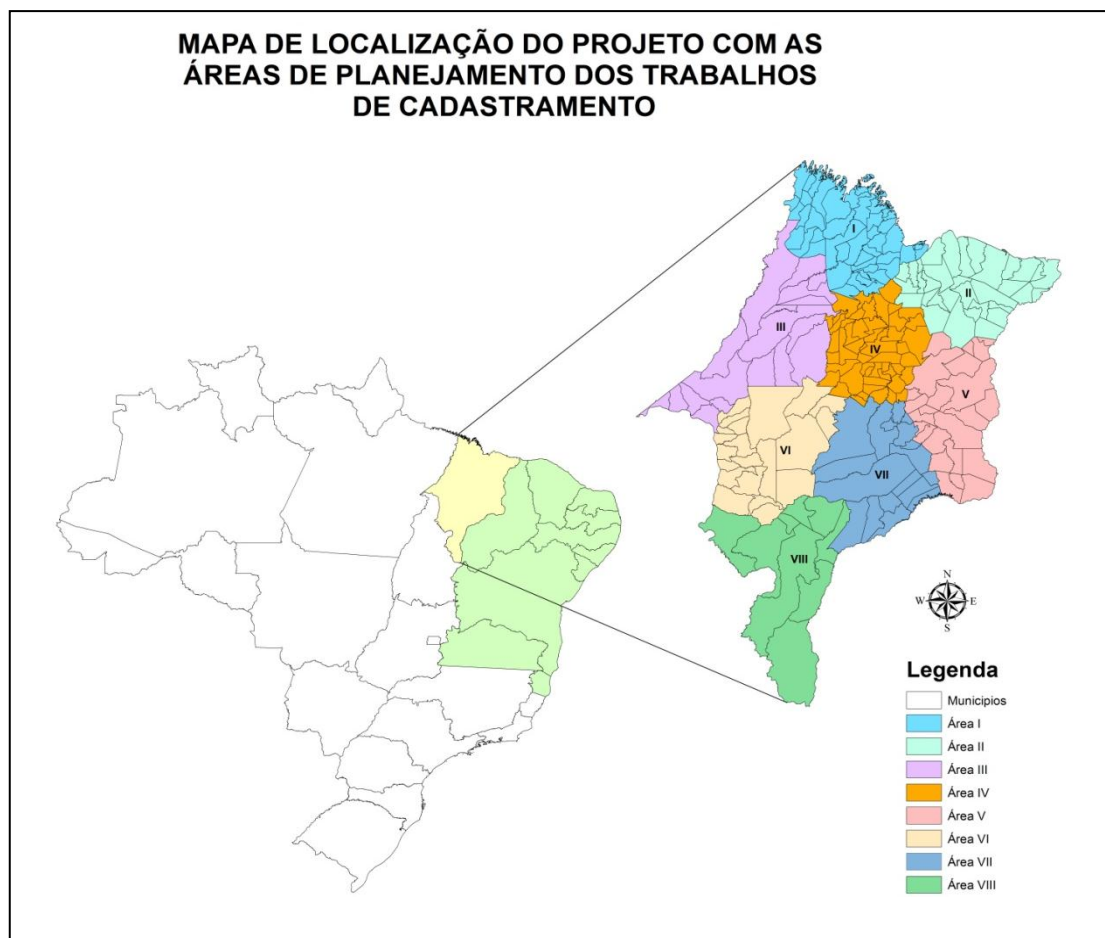 MAPA DE LOCALIZAÇÃO DO PROJETO COM AS
ÁREAS DE PLANEJAMENTO DOS TRABALHOS
DE CADASTRAMENTO
I
II
III
IV
V
VI
VII
VIII
N
W
E
S
Legenda
Municipios
Área I
Área II
Área III
Área IV
Área V
Área VI
Área VII
Área VIII